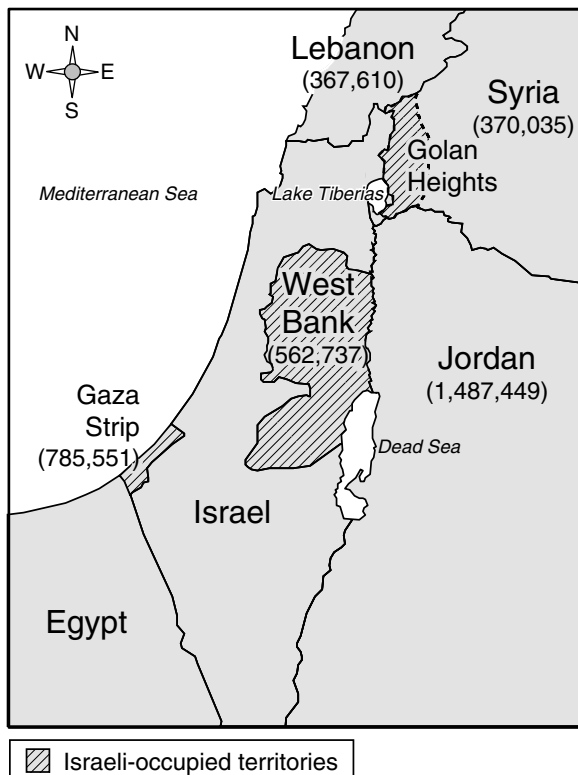 N
W E
S
Lebanon
(367,610)
Syria
(370,035)
Golan
Heights
Mediterranean Sea
Lake Tiberias
West
Bank
(562,737)
Jordan
(1,487,449)
Gaza
Strip
(785,551)
Dead Sea
Israel
Egypt
Israeli-occupied territories